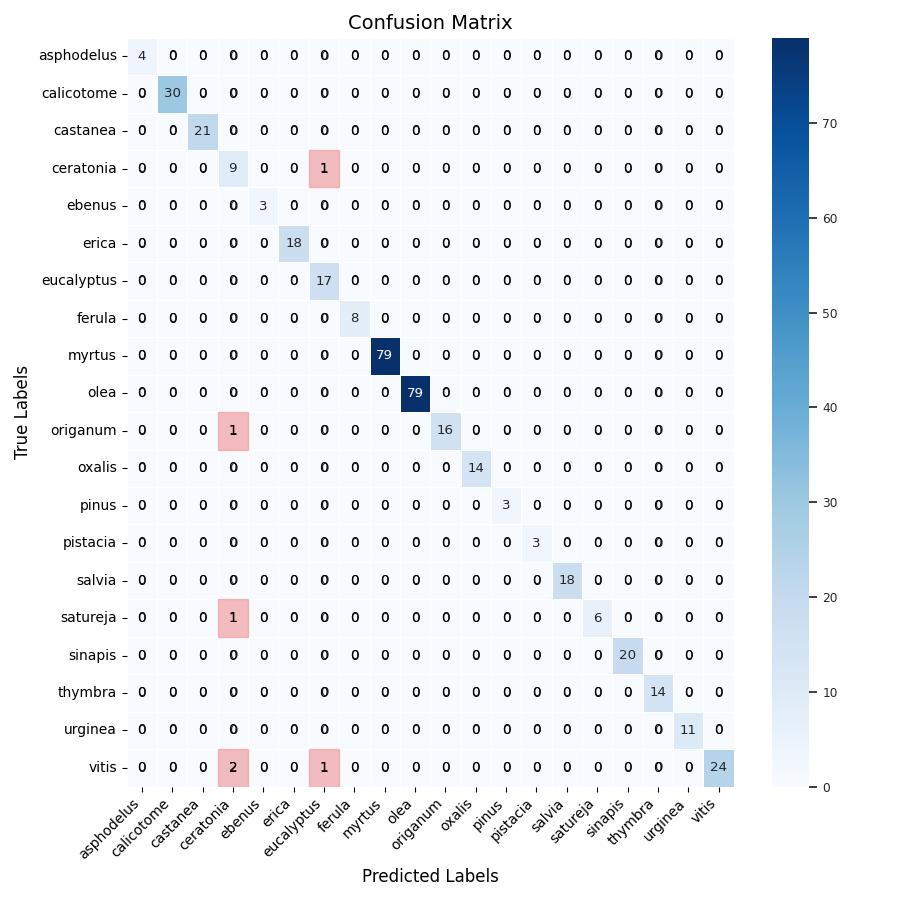 Confusion Matrix
asphodelus 4 0 0 0 0 0 0 0 0 0 0 0 0 0 0 0 0 0 0 0
calicotome 0 30 0 0 0 0 0 0 0 0 0 0 0 0 0 0 0 0 0 0
castanea 0 0 21 0 0 0 0 0 0 0 0 0 0 0 0 0 0 0 0 0
ceratonia 0 0 0 9 0 0 1 0 0 0 0 0 0 0 0 0 0 0 0 0
ebenus 0 0 0 0 3 0 0 0 0 0 0 0 0 0 0 0 0 0 0 0
erica 0 0 0 0 0 18 0 0 0 0 0 0 0 0 0 0 0 0 0 0
eucalyptus 0 0 0 0 0 0 17 0 0 0 0 0 0 0 0 0 0 0 0 0
ferula 0 0 0 0 0 0 0 8 0 0 0 0 0 0 0 0 0 0 0 0
myrtus 0 0 0 0 0 0 0 0 79 0 0 0 0 0 0 0 0 0 0 0
olea 0 0 0 0 0 0 0 0 0 79 0 0 0 0 0 0 0 0 0 0
origanum 0 0 0 1 0 0 0 0 0 0 16 0 0 0 0 0 0 0 0 0
oxalis 0 0 0 0 0 0 0 0 0 0 0 14 0 0 0 0 0 0 0 0
pinus 0 0 0 0 0 0 0 0 0 0 0 0 3 0 0 0 0 0 0 0
pistacia 0 0 0 0 0 0 0 0 0 0 0 0 0 3 0 0 0 0 0 0
salvia 0 0 0 0 0 0 0 0 0 0 0 0 0 0 18 0 0 0 0 0
satureja 0 0 0 1 0 0 0 0 0 0 0 0 0 0 0 6 0 0 0 0
sinapis 0 0 0 0 0 0 0 0 0 0 0 0 0 0 0 0 20 0 0 0
thymbra 0 0 0 0 0 0 0 0 0 0 0 0 0 0 0 0 0 14 0 0
urginea 0 0 0 0 0 0 0 0 0 0 0 0 0 0 0 0 0 0 11 0
vitis 0 0 0 2 0 0 1 0 0 0 0 0 0 0 0 0 0 0 0 24
True Labels
asphodelus calicotome castanea ceratonia ebenus erica eucalyptus ferula myrtus olea origanum oxalis pinus pistacia salvia satureja sinapis thymbra urginea vitis
Predicted Labels
70
60
50
40
30
20
10
0